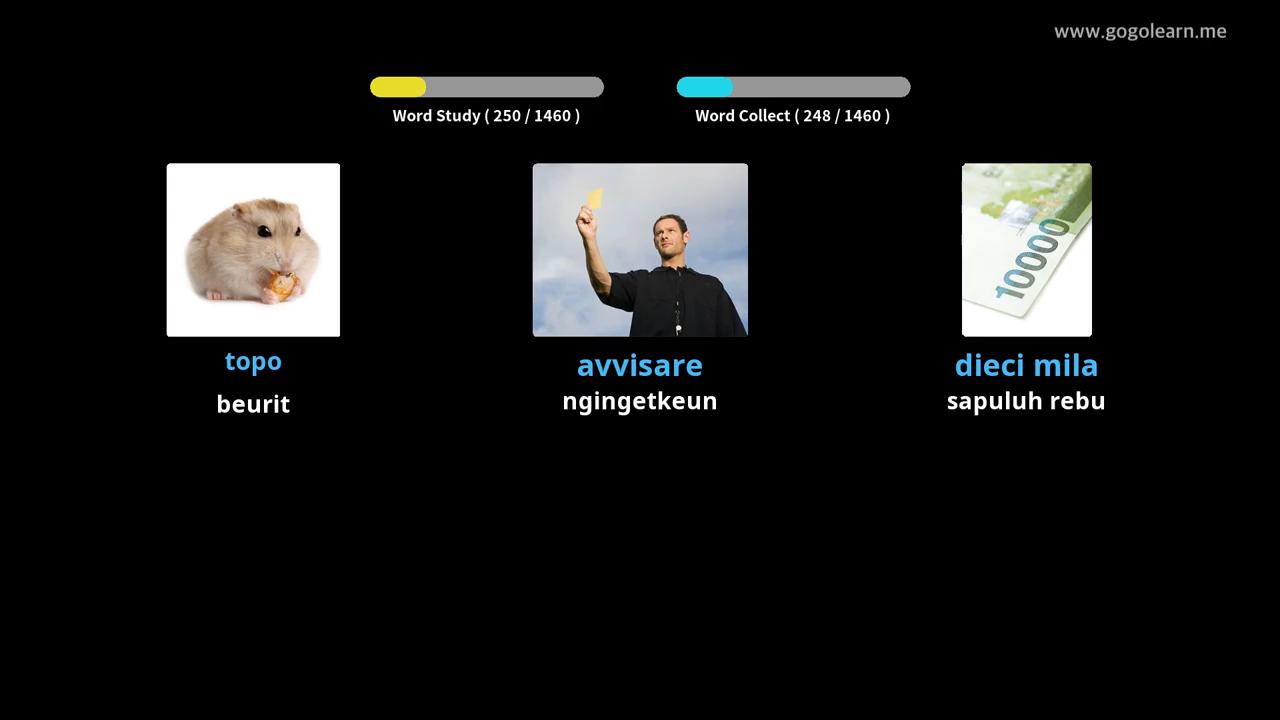 www.gogolearn.me
Word Study ( 250 / 1460 )
Word Collect ( 248 / 1460 )
10000
topo
avvisare
dieci mila
beurit
ngingetkeun
sapuluh rebu